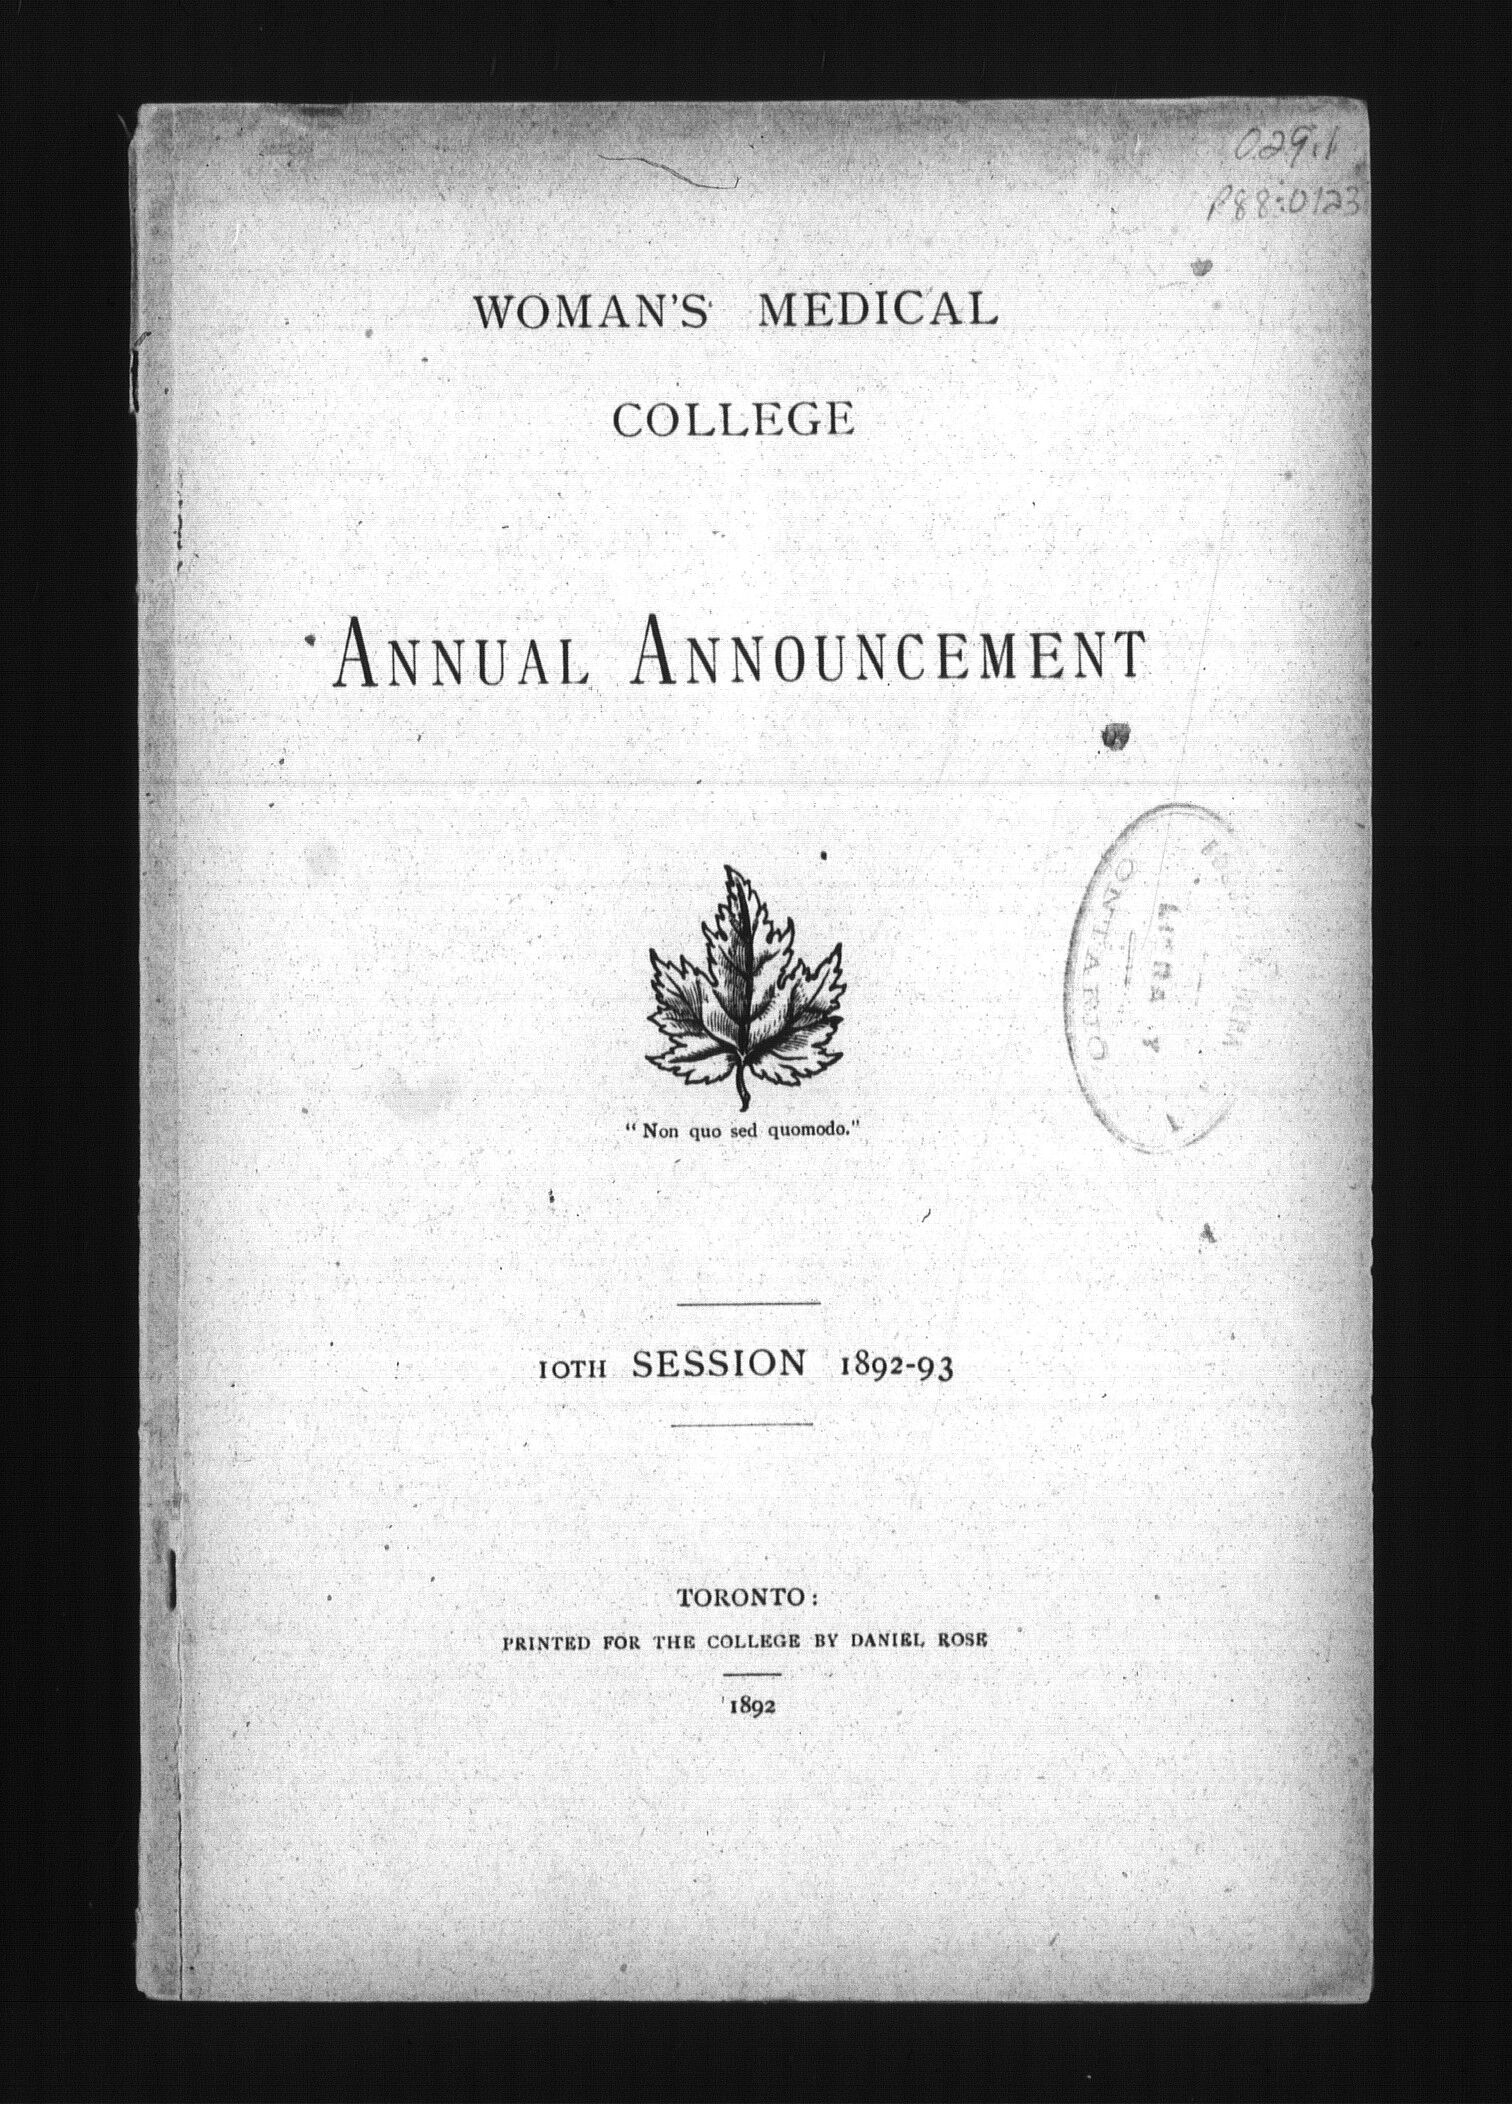 029.1
P88:0123
WOMAN'S MEDICAL
COLLEGE
ANNUAL ANNOUNCEMENT
"Non quo sed quomodo."
10TH SESSION 1892-93
TORONTO:
PRINTED FOR THE COLLEGE BY DANIEL ROSE
1892